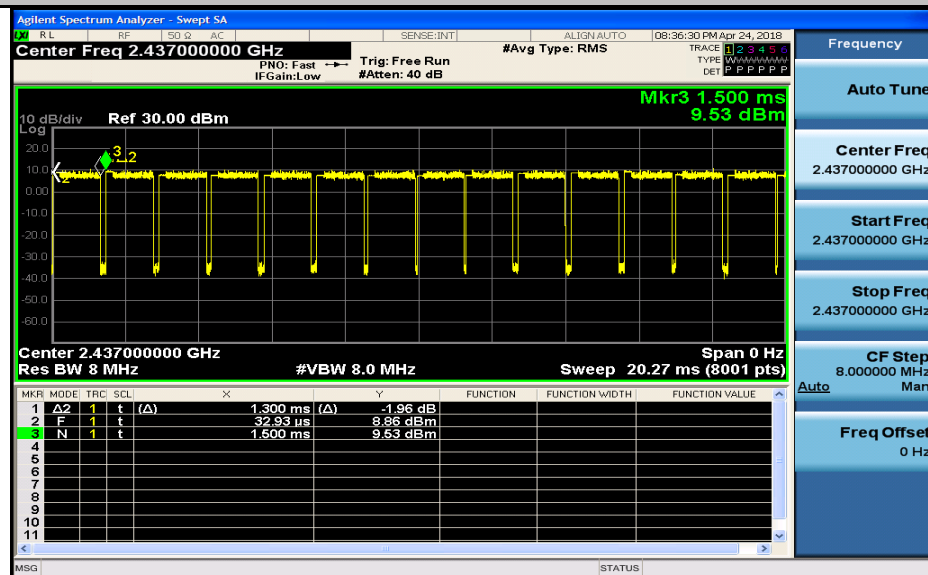 Agilent Spectrum Analyzer - Swept SA
LXI RL RF 50 Ω AC SENSE:INT ALIGN AUTO 08:36:30 PM Apr 24, 2018
Center Freq 2.437000000 GHz #Avg Type: RMS TRACE 1 2 3 4 5 6
PNO: Fast Trig: Free Run TYPE WWWWWW
IFGain:Low #Atten: 40 dB DET P P P P P P
Mkr3 1.500 ms
10 dB/div Ref 30.00 dBm 9.53 dBm
Log
20.0
3 2
10.0
2
0.00
-10.0
-20.0
-30.0
-40.0
-50.0
-60.0
Center 2.437000000 GHz Span 0 Hz
Res BW 8 MHz #VBW 8.0 MHz Sweep 20.27 ms (8001 pts)
MKR MODE TRC SCL X Y FUNCTION FUNCTION WIDTH FUNCTION VALUE
1 Δ2 1 t (Δ) 1.300 ms (Δ) -1.96 dB
2 F 1 t 32.93 µs 8.86 dBm
3 N 1 t 1.500 ms 9.53 dBm
4
5
6
7
8
9
10
11
MSG STATUS
Frequency
Auto Tune
Center Freq
2.437000000 GHz
Start Freq
2.437000000 GHz
Stop Freq
2.437000000 GHz
CF Step
8.000000 MHz
Auto Man
Freq Offset
0 Hz